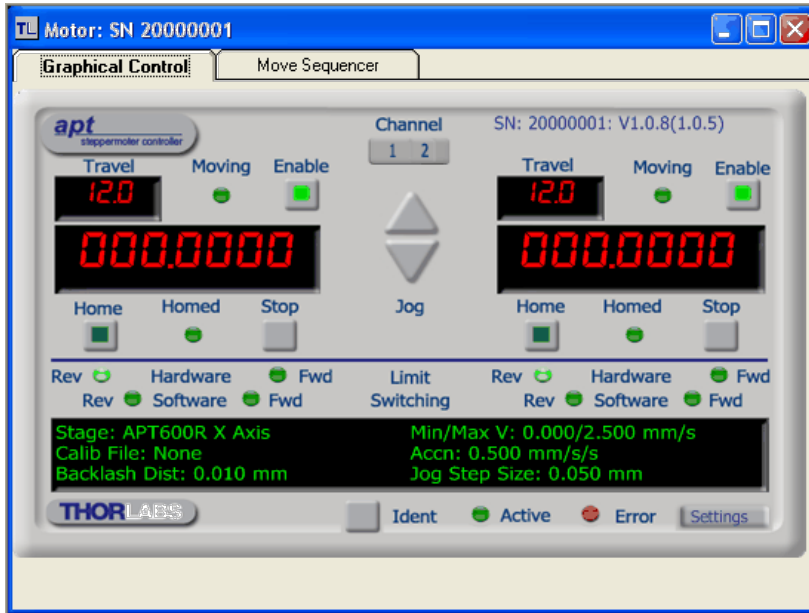 TL Motor: SN 20000001
Graphical Control Move Sequencer
apt Channel SN: 20000001: V1.0.8(1.0.5)
steppermoter controller
1 2
Travel Moving Enable Travel Moving Enable
12.0 12.0
000.0000 000.0000
Home Homed Stop Jog Home Homed Stop
Rev Hardware Fwd Limit Rev Hardware Fwd
Rev Software Fwd Switching Rev Software Fwd
Stage: APT600R X Axis Min/Max V: 0.000/2.500 mm/s
Calib File: None Accn: 0.500 mm/s/s
Backlash Dist: 0.010 mm Jog Step Size: 0.050 mm
THORLABS Ident Active Error Settings